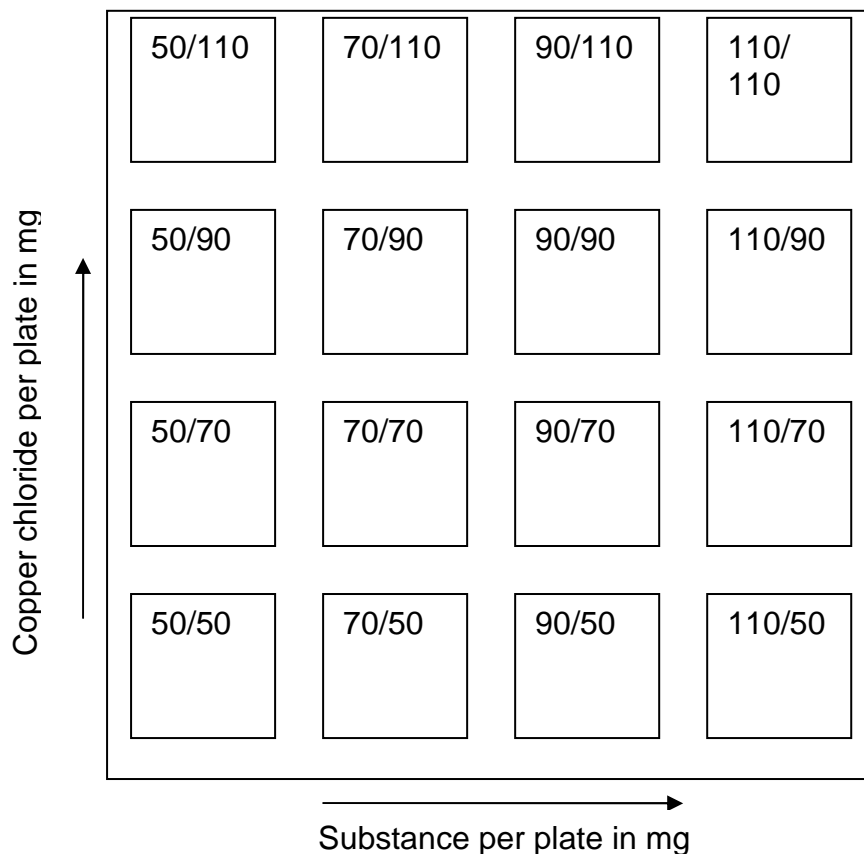 50/110 70/110 90/110 110/
110
50/90 70/90 90/90 110/90
50/70 70/70 90/70 110/70
50/50 70/50 90/50 110/50
Copper chloride per plate in mg
Substance per plate in mg